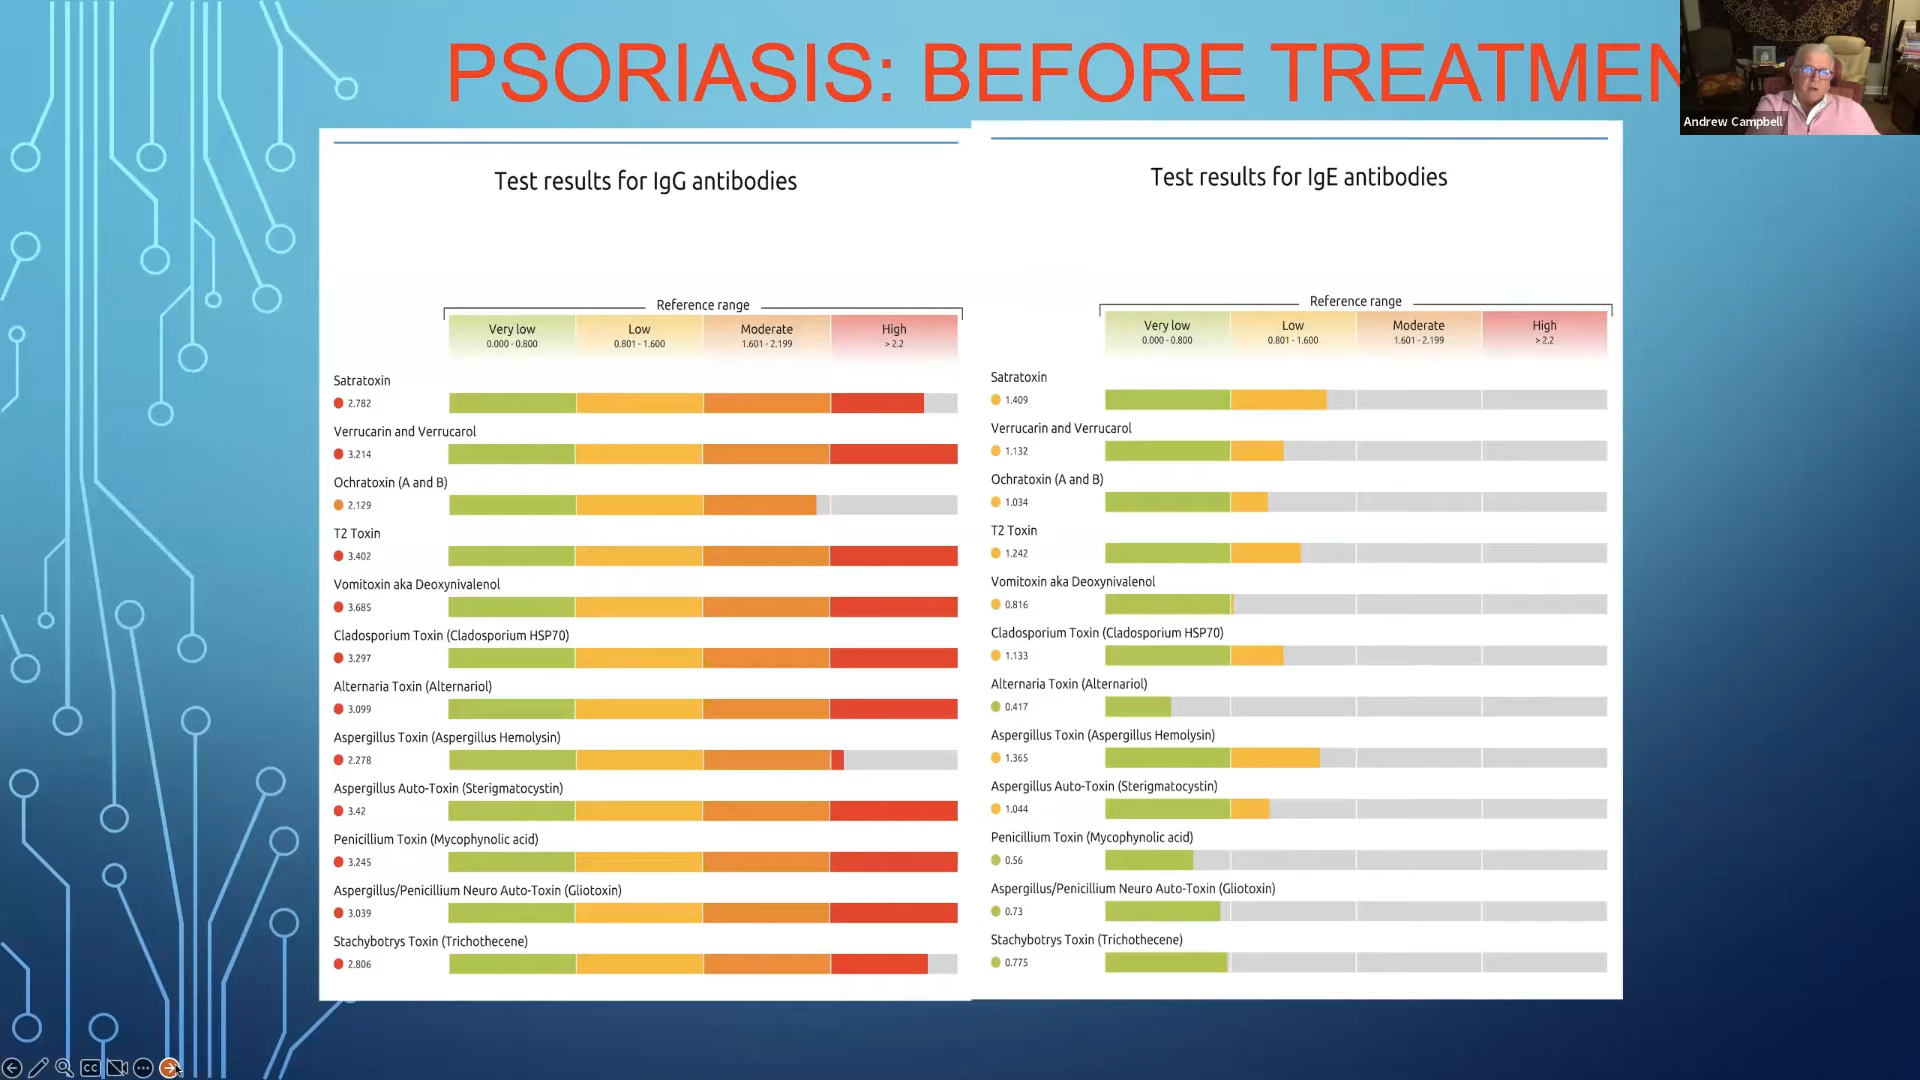 PSORIASIS: BEFORE TREATMEN
Andrew Campbell
Test results for IgG antibodies
Reference range
Very low Low Moderate High
0.000 - 0.800 0.801 - 1.600 1.601 - 2.199 > 2.2
Satratoxin
2.782
Verrucarin and Verrucarol
3.214
Ochratoxin (A and B)
2.129
T2 Toxin
3.402
Vomitoxin aka Deoxynivalenol
3.685
Cladosporium Toxin (Cladosporium HSP70)
3.297
Alternaria Toxin (Alternariol)
3.099
Aspergillus Toxin (Aspergillus Hemolysin)
2.278
Aspergillus Auto-Toxin (Sterigmatocystin)
3.42
Penicillium Toxin (Mycophynolic acid)
3.245
Aspergillus/Penicillium Neuro Auto-Toxin (Gliotoxin)
3.039
Stachybotrys Toxin (Trichothecene)
2.806
Test results for IgE antibodies
Reference range
Very low Low Moderate High
0.000 - 0.800 0.801 - 1.600 1.601 - 2.199 > 2.2
Satratoxin
1.409
Verrucarin and Verrucarol
1.132
Ochratoxin (A and B)
1.034
T2 Toxin
1.242
Vomitoxin aka Deoxynivalenol
0.816
Cladosporium Toxin (Cladosporium HSP70)
1.133
Alternaria Toxin (Alternariol)
0.417
Aspergillus Toxin (Aspergillus Hemolysin)
1.365
Aspergillus Auto-Toxin (Sterigmatocystin)
1.044
Penicillium Toxin (Mycophynolic acid)
0.56
Aspergillus/Penicillium Neuro Auto-Toxin (Gliotoxin)
0.73
Stachybotrys Toxin (Trichothecene)
0.775
CC